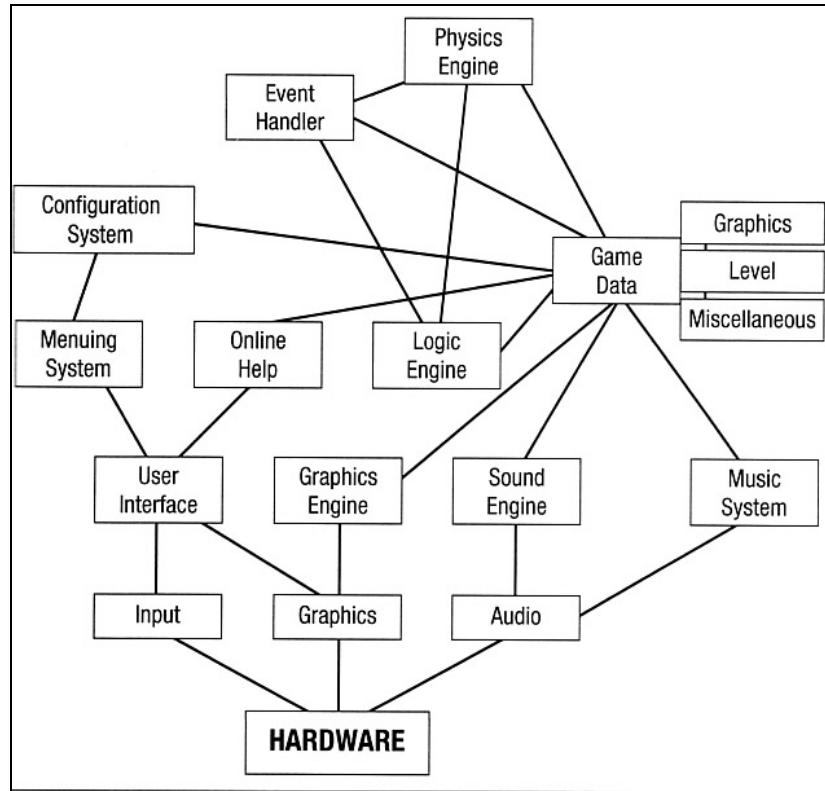 Physics
Engine
Event
Handler
Configuration
System
Game
Data
Graphics
Level
Miscellaneous
Menuing
System
Online
Help
Logic
Engine
User
Interface
Graphics
Engine
Sound
Engine
Music
System
Input
Graphics
Audio
HARDWARE